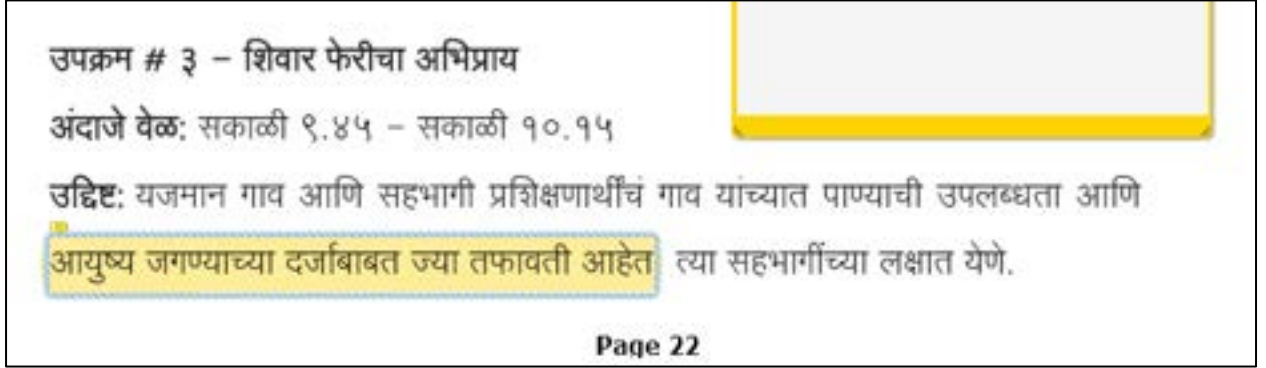 उपक्रम # ३ – शिवार फेरीचा अभिप्राय
अंदाजे वेळ: सकाळी ९.४५ – सकाळी १०.१५
उद्दिष्ट: यजमान गाव आणि सहभागी प्रशिक्षणार्थींचं गाव यांच्यात पाण्याची उपलब्धता आणि
आयुष्य जगण्याच्या दर्जाबाबत ज्या तफावती आहेत त्या सहभागींच्या लक्षात येणे.
Page 22